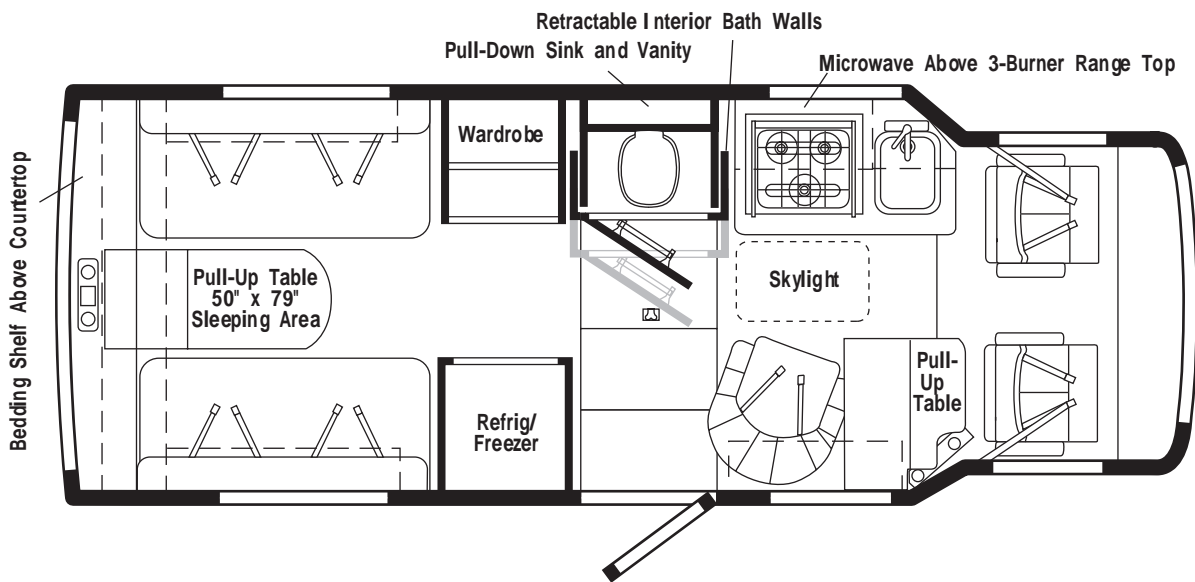 Retractable Interior Bath Walls
Pull-Down Sink and Vanity
Microwave Above 3-Burner Range Top
Wardrobe
Bedding Shelf Above Countertop
Pull-Up Table
50" x 79"
Sleeping Area
Skylight
Pull-
Up
Table
Refrig/
Freezer